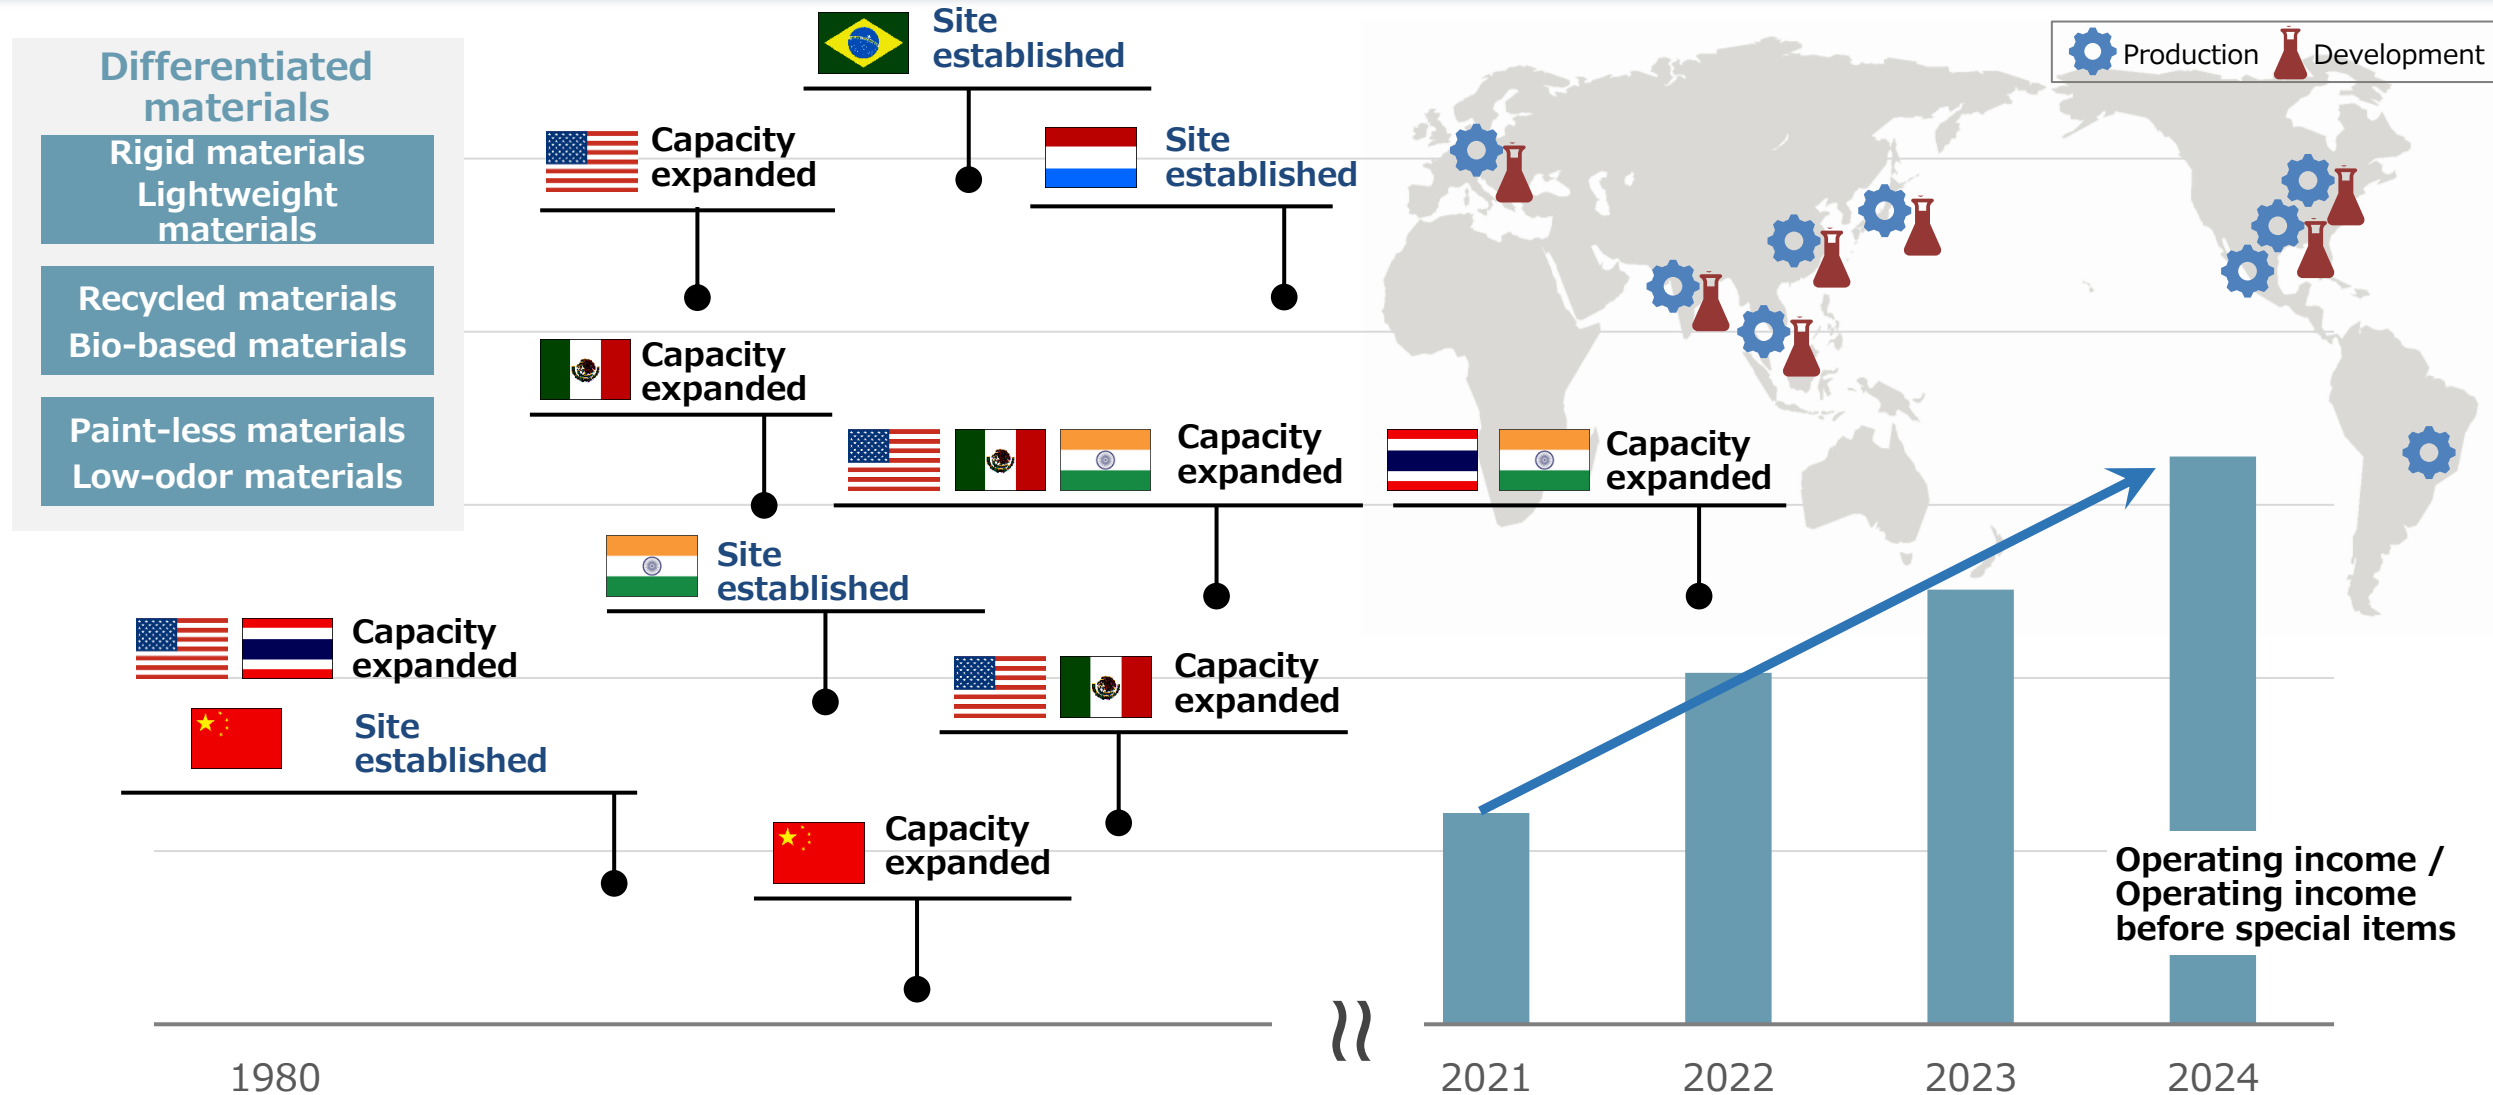 Differentiated
materials
Rigid materials
Lightweight
materials
Recycled materials
Bio-based materials
Paint-less materials
Low-odor materials
Site
established
Production
Development
Capacity
expanded
Site
established
Capacity
expanded
Capacity
expanded
Capacity
expanded
Site
established
Capacity
expanded
Capacity
expanded
Site
established
Capacity
expanded
Operating income /
Operating income
before special items
1980
2021
2022
2023
2024